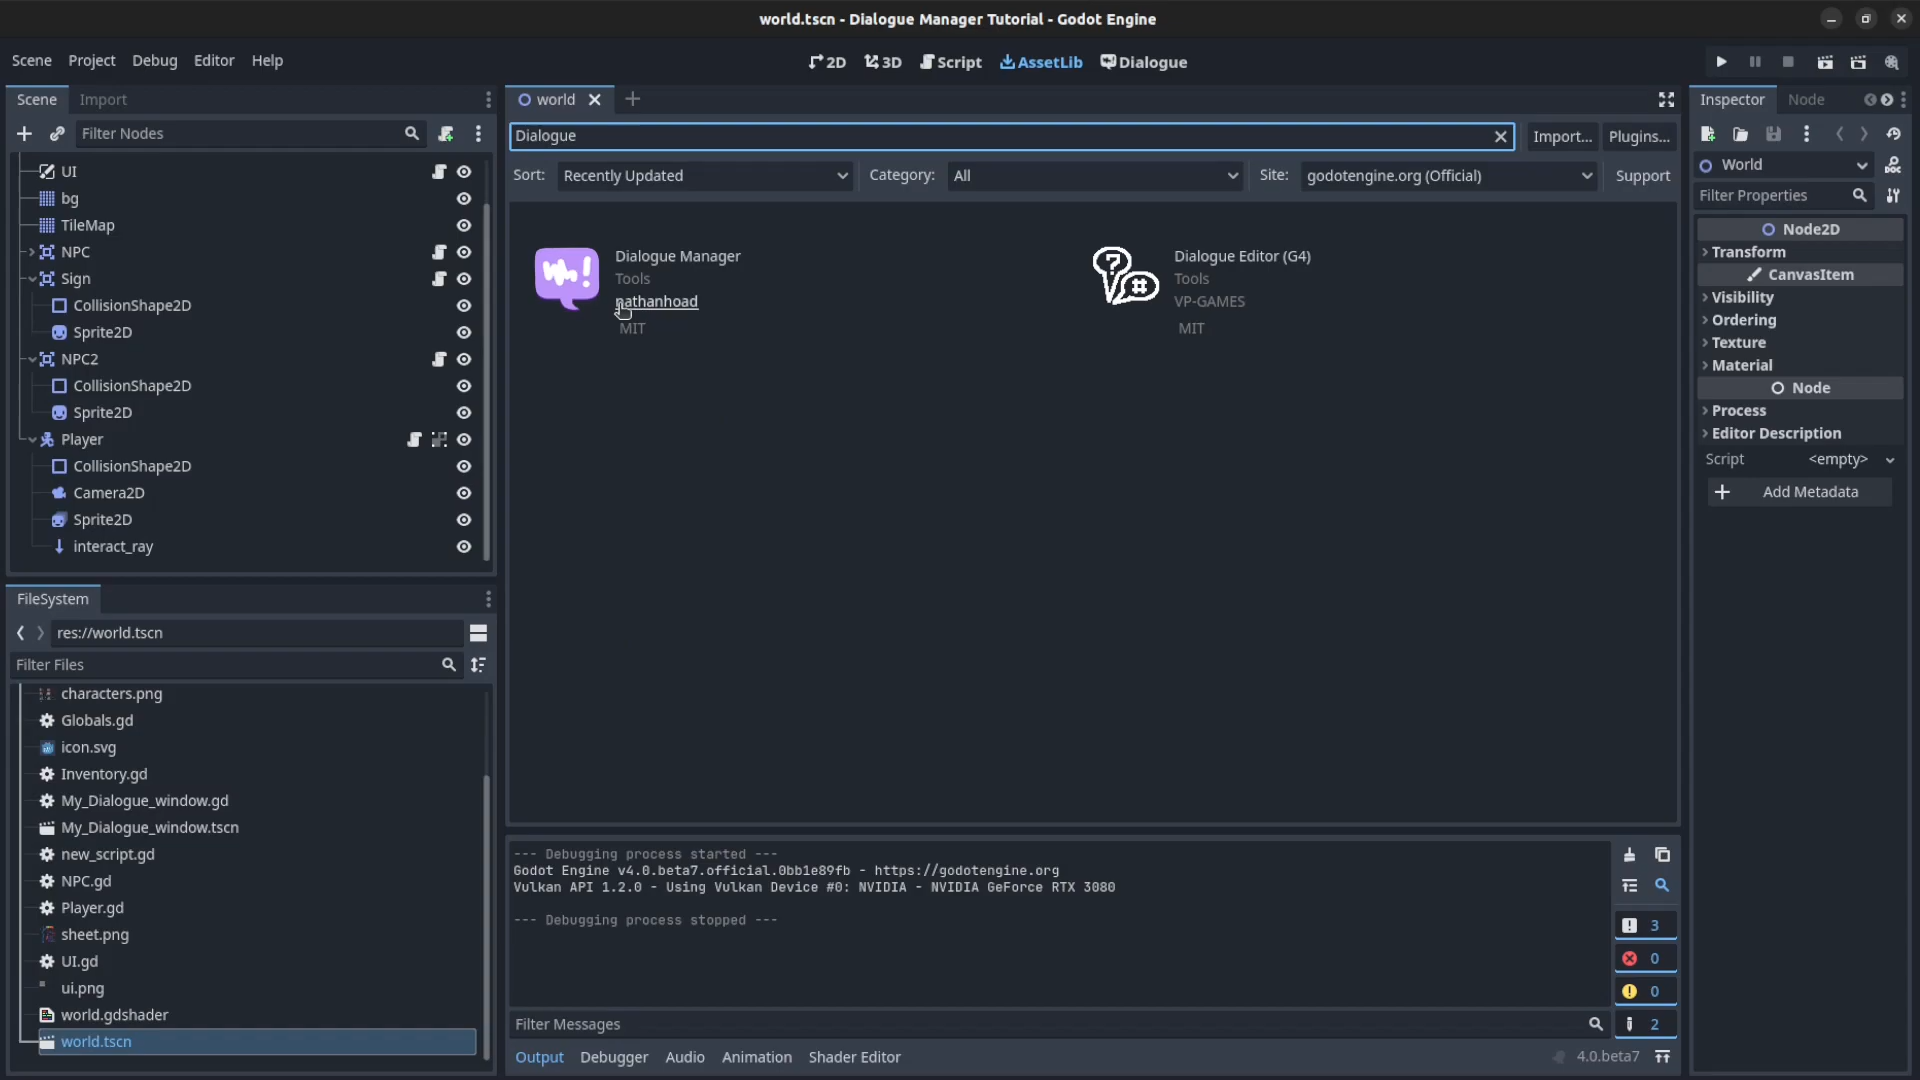 world.tscn - Dialogue Manager Tutorial - Godot Engine
Scene Project Debug Editor Help
2D 3D Script AssetLib Dialogue
Scene Import
Filter Nodes
UI
bg
TileMap
NPC
Sign
CollisionShape2D
Sprite2D
NPC2
CollisionShape2D
Sprite2D
Player
CollisionShape2D
Camera2D
Sprite2D
interact_ray
FileSystem
res://world.tscn
Filter Files
characters.png
Globals.gd
icon.svg
Inventory.gd
My_Dialogue_window.gd
My_Dialogue_window.tscn
new_script.gd
NPC.gd
Player.gd
sheet.png
UI.gd
ui.png
world.gdshader
world.tscn
world
Dialogue
Import... Plugins...
Sort: Recently Updated Category: All Site: godotengine.org (Official) Support
Dialogue Manager
Tools
nathanhoad
MIT
Dialogue Editor (G4)
Tools
VP-GAMES
MIT
--- Debugging process started ---
Godot Engine v4.0.beta7.official.0bb1e89fb - https://godotengine.org
Vulkan API 1.2.0 - Using Vulkan Device #0: NVIDIA - NVIDIA GeForce RTX 3080
--- Debugging process stopped ---
3
0
0
2
Filter Messages
Output Debugger Audio Animation Shader Editor
4.0.beta7
Inspector Node
World
Filter Properties
Node2D
Transform
CanvasItem
Visibility
Ordering
Texture
Material
Node
Process
Editor Description
Script <empty>
Add Metadata